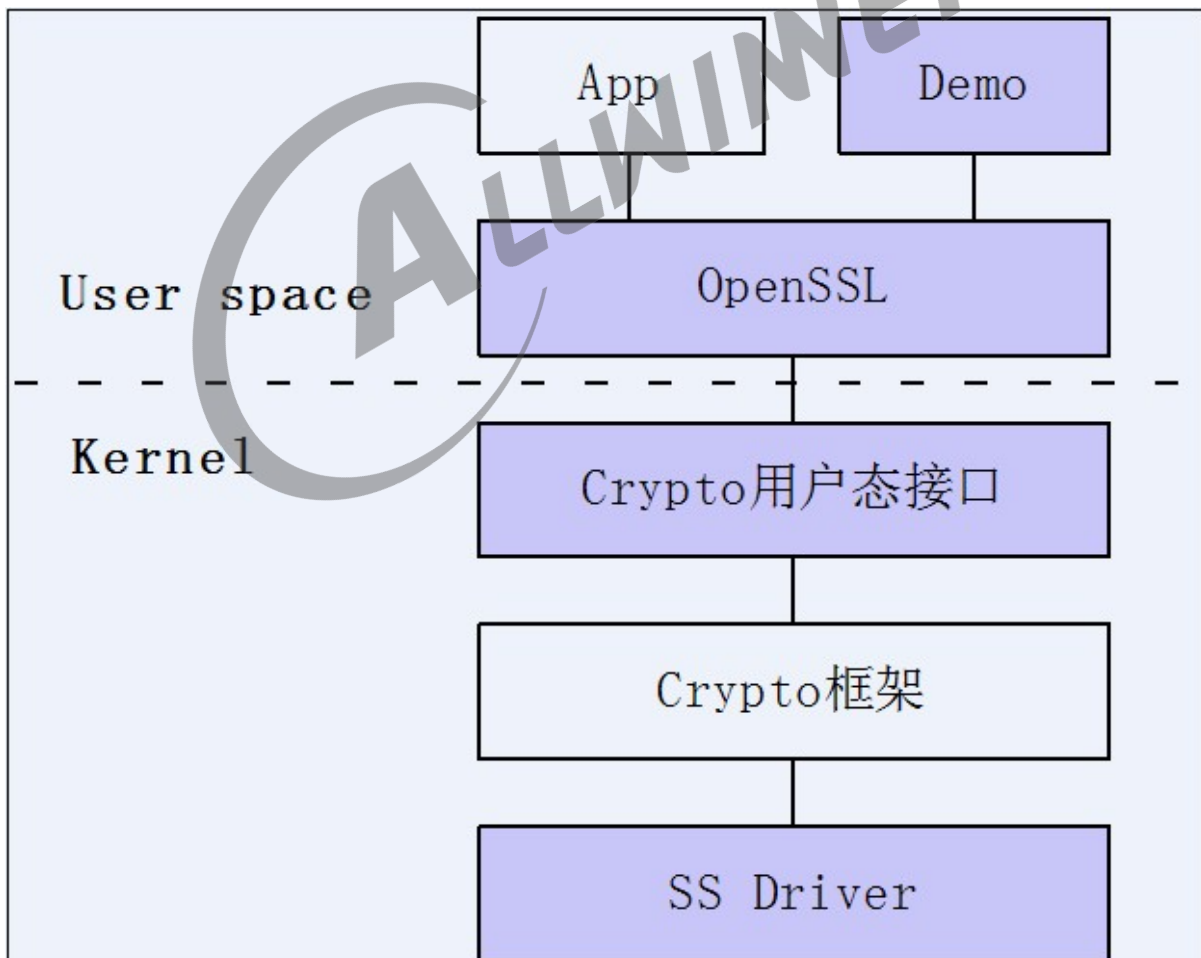 App
Demo
OpenSSL
User space
Kernel
Crypto用户态接口
Crypto框架
SS Driver